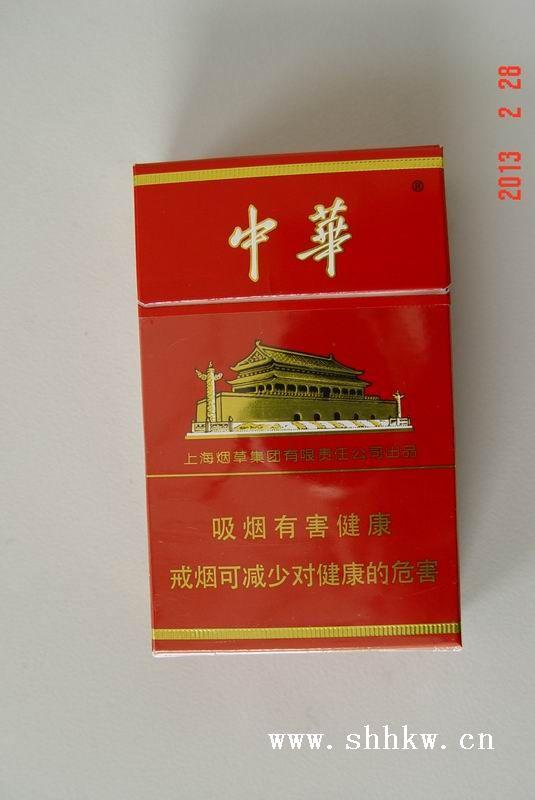 中華
®
上海烟草集团有限责任公司出品
吸烟有害健康
戒烟可减少对健康的危害
2013 2 28
www.shhkw.cn